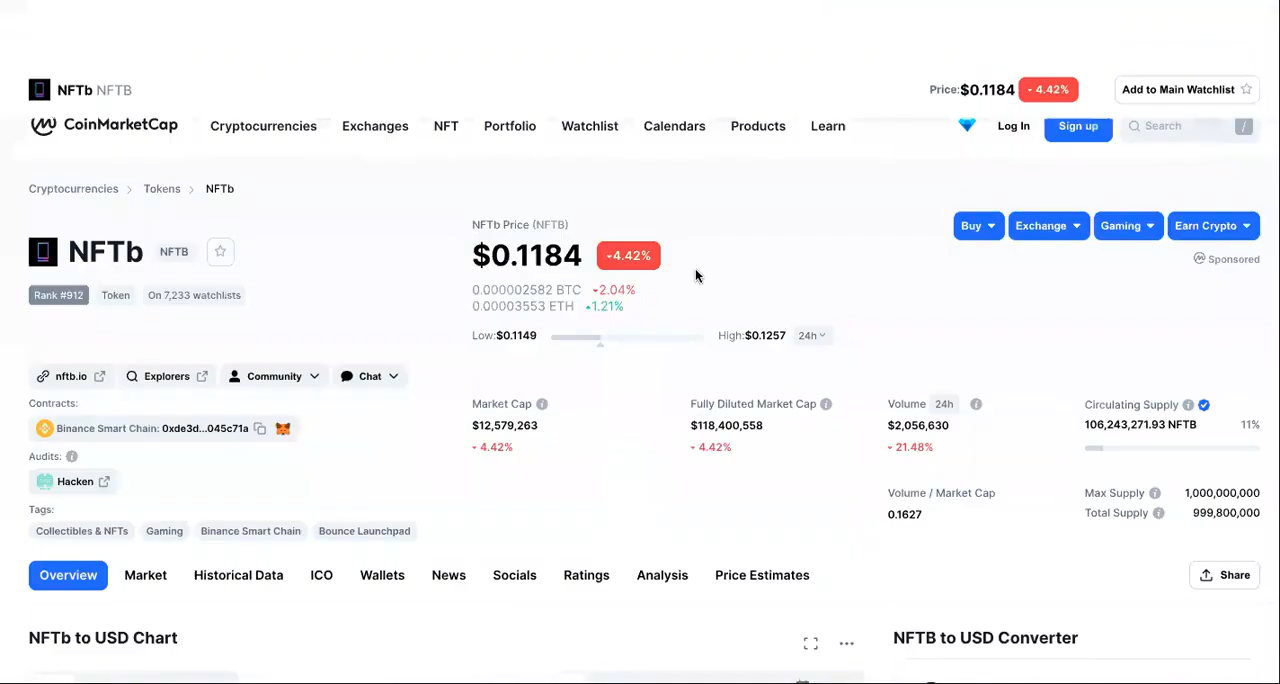 NFTb NFTB
Price:$0.1184 - 4.42% Add to Main Watchlist
CoinMarketCap Cryptocurrencies Exchanges NFT Portfolio Watchlist Calendars Products Learn Log In Sign up Search /
Cryptocurrencies > Tokens > NFTb
NFTb NFTB
Rank #912 Token On 7,233 watchlists
NFTb Price (NFTB)
$0.1184 4.42%
0.000002582 BTC 2.04%
0.00003553 ETH 1.21%
Low:$0.1149 High:$0.1257 24h
Buy Exchange Gaming Earn Crypto
Sponsored
nftb.io Explorers Community Chat
Contracts:
Binance Smart Chain: 0xde3d...045c71a
Audits:
Hacken
Tags:
Collectibles & NFTs Gaming Binance Smart Chain Bounce Launchpad
Market Cap
$12,579,263
4.42%
Fully Diluted Market Cap
$118,400,558
4.42%
Volume 24h
$2,056,630
21.48%
Volume / Market Cap
0.1627
Circulating Supply
106,243,271.93 NFTB 11%
Max Supply 1,000,000,000
Total Supply 999,800,000
Overview Market Historical Data ICO Wallets News Socials Ratings Analysis Price Estimates Share
NFTb to USD Chart
NFTB to USD Converter